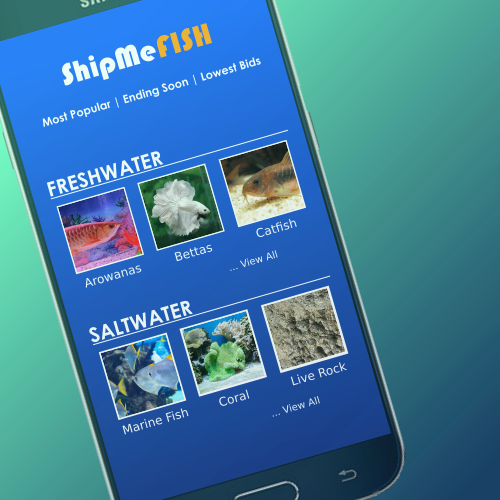 ShipMeFISH
Most Popular | Ending Soon | Lowest Bids
FRESHWATER
Arowanas
Bettas
Catfish
... View All
SALTWATER
Marine Fish
Coral
Live Rock
... View All